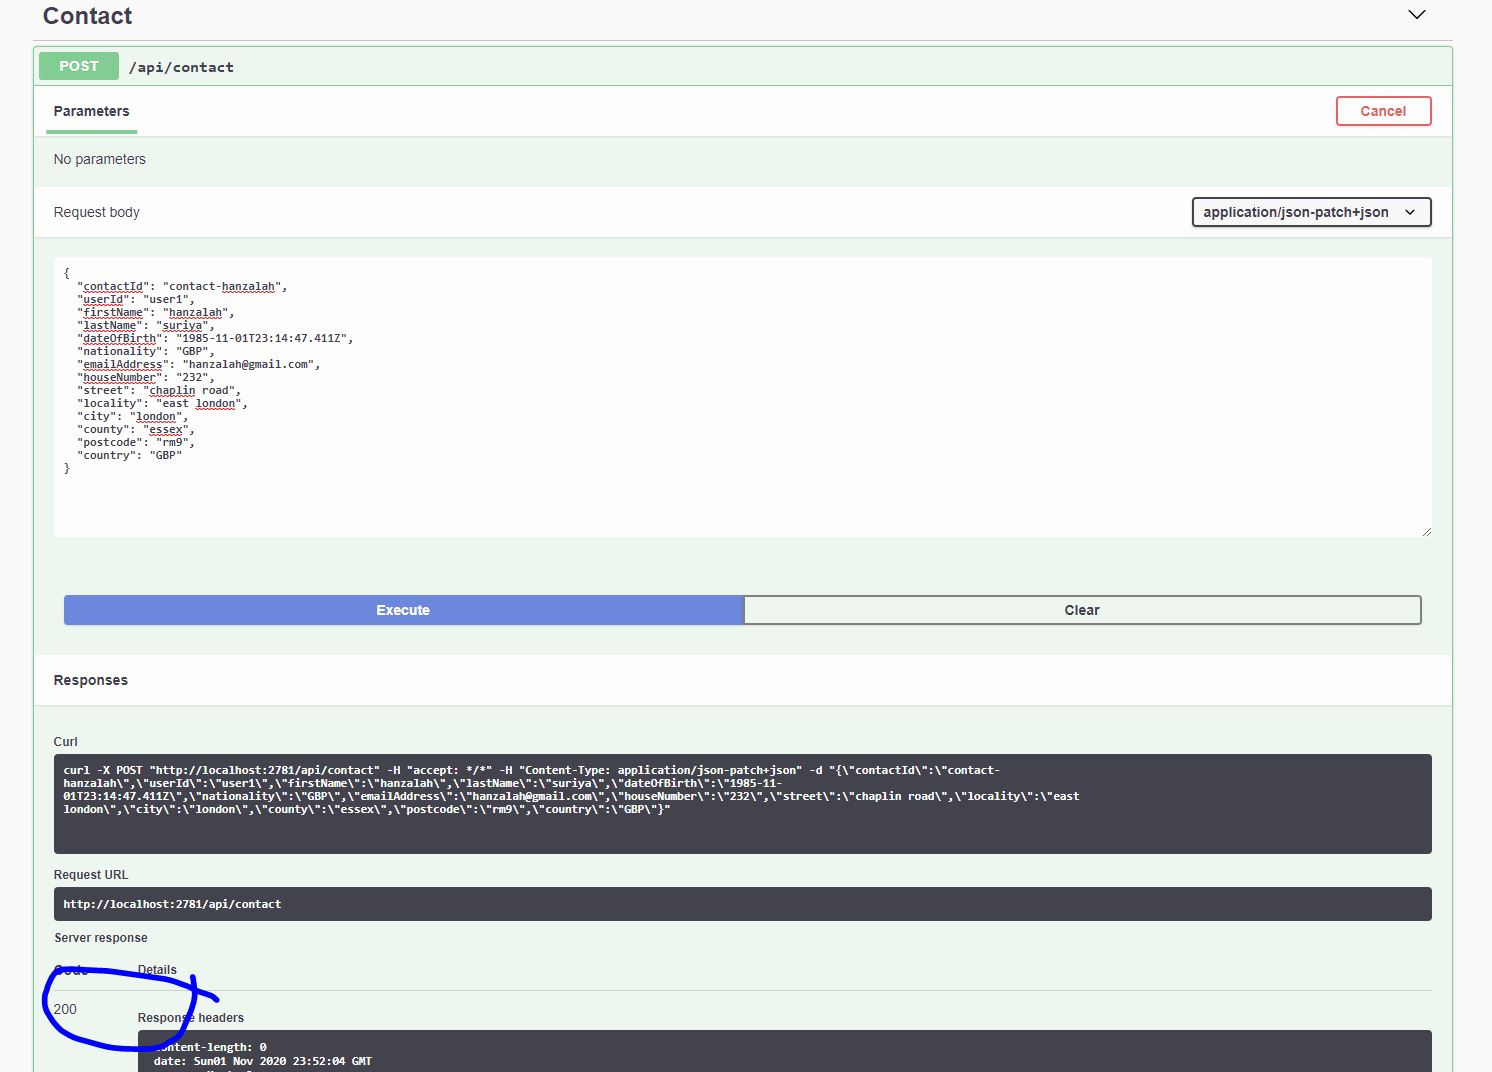 Contact
POST /api/contact
Parameters
Cancel
No parameters
Request body
application/json-patch+json
{
"contactId": "contact-hanzalah",
"userId": "user1",
"firstName": "hanzalah",
"lastName": "suriya",
"dateOfBirth": "1985-11-01T23:14:47.411Z",
"nationality": "GBP",
"emailAddress": "hanzalah@gmail.com",
"houseNumber": "232",
"street": "chaplin road",
"locality": "east london",
"city": "london",
"county": "essex",
"postcode": "rm9",
"country": "GBP"
}
Execute
Clear
Responses
Curl
curl -X POST "http://localhost:2781/api/contact" -H "accept: */*" -H "Content-Type: application/json-patch+json" -d "{\"contactId\":\"contact-
hanzalah\",\"userId\":\"user1\",\"firstName\":\"hanzalah\",\"lastName\":\"suriya\",\"dateOfBirth\":\"1985-11-
01T23:14:47.411Z\",\"nationality\":\"GBP\",\"emailAddress\":\"hanzalah@gmail.com\",\"houseNumber\":\"232\",\"street\":\"chaplin road\",\"locality\":\"east
london\",\"city\":\"london\",\"county\":\"essex\",\"postcode\":\"rm9\",\"country\":\"GBP\"}"
Request URL
http://localhost:2781/api/contact
Server response
Code Details
200
Response headers
content-length: 0
date: Sun01 Nov 2020 23:52:04 GMT